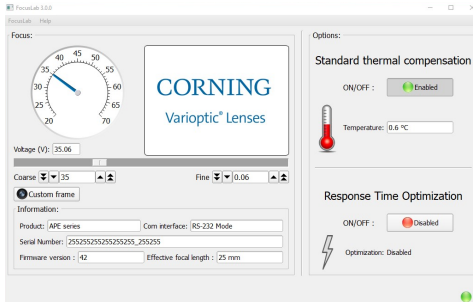 FocusLab 3.0.0
FocusLab Help
Focus:
20 25 30 35 40 45 50 55 60 65 70
CORNING
Varioptic® Lenses
Voltage (V): 35.06
Coarse 35
Fine 0.06
Custom frame
Information:
Product: APE series Com interface: RS-232 Mode
Serial Number: 255255255255255255_255255
Firmware version : 42 Effective focal length : 25 mm
Options:
Standard thermal compensation
ON/OFF : Enabled
Temperature: 0.6 °C
Response Time Optimization
ON/OFF : Disabled
Optimization: Disabled